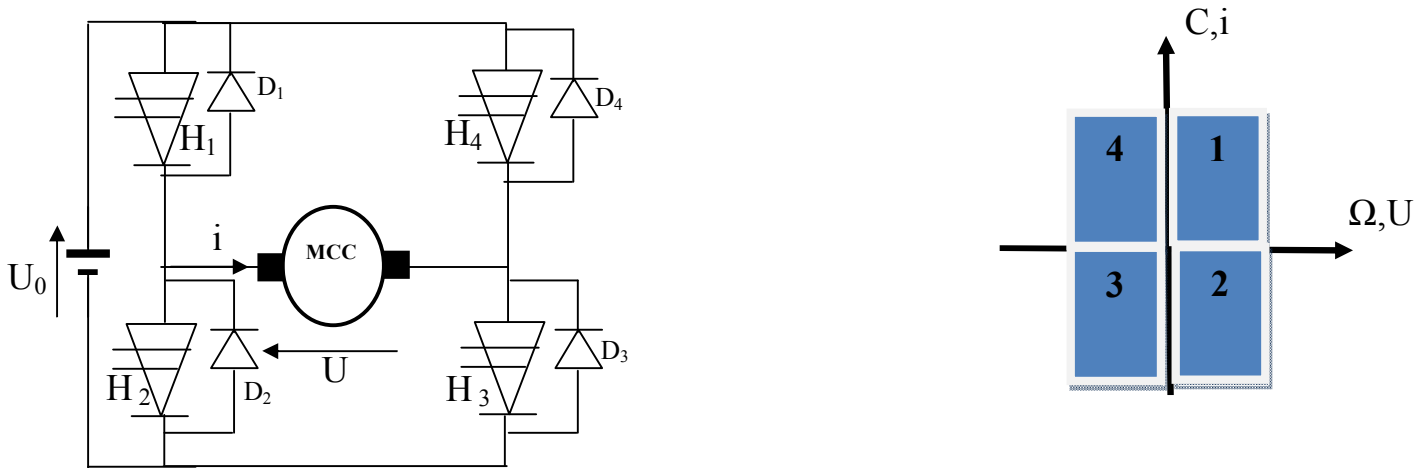 D₁
H₁
D₄
H₄
i
MCC
U₀
H₂
D₂
U
H₃
D₃
C,i
4
1
Ω,U
3
2